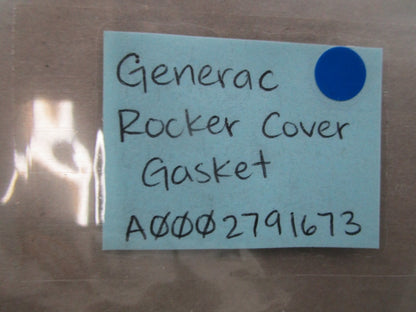 Generac
Rocker Cover
Gasket
AØØØ2791673